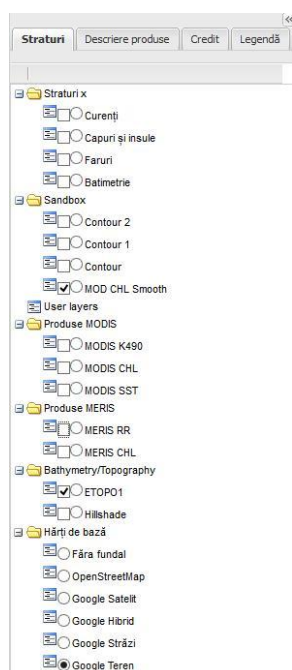 Straturi Descriere produse Credit Legendă
Straturi x
Curenți
Capuri și insule
Faruri
Batimetrie
Sandbox
Contour 2
Contour 1
Contour
MOD CHL Smooth
User layers
Produse MODIS
MODIS K490
MODIS CHL
MODIS SST
Produse MERIS
MERIS RR
MERIS CHL
Bathymetry/Topography
ETOPO1
Hillshade
Hărți de bază
Făra fundal
OpenStreetMap
Google Satelit
Google Hibrid
Google Străzi
Google Teren